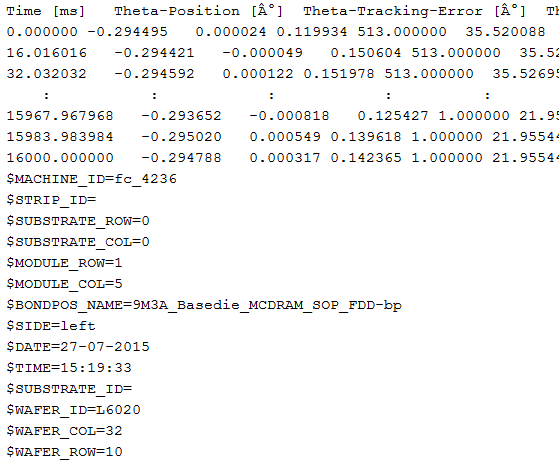 Time [ms] Theta-Position [Â°] Theta-Tracking-Error [Â°]
0.000000 -0.294495 0.000024 0.119934 513.000000 35.520088
16.016016 -0.294421 -0.000049 0.150604 513.000000 35.52
32.032032 -0.294592 0.000122 0.151978 513.000000 35.52695
: : : : :
15967.967968 -0.293652 -0.000818 0.125427 1.000000 21.95
15983.983984 -0.295020 0.000549 0.139618 1.000000 21.95544
16000.000000 -0.294788 0.000317 0.142365 1.000000 21.95544
$MACHINE_ID=fc_4236
$STRIP_ID=
$SUBSTRATE_ROW=0
$SUBSTRATE_COL=0
$MODULE_ROW=1
$MODULE_COL=5
$BONDPOS_NAME=9M3A_Basedie_MCDRAM_SOP_FDD-bp
$SIDE=left
$DATE=27-07-2015
$TIME=15:19:33
$SUBSTRATE_ID=
$WAFER_ID=L6020
$WAFER_COL=32
$WAFER_ROW=10